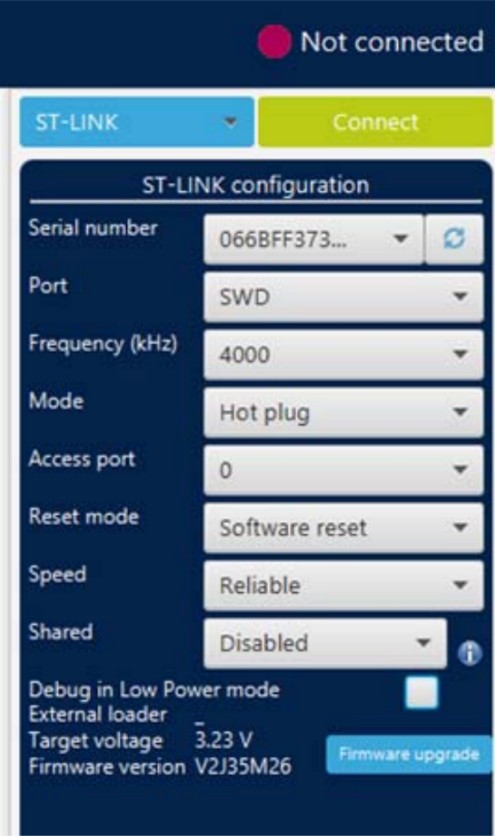 Not connected
ST-LINK Connect
ST-LINK configuration
Serial number 066BFF373...
Port SWD
Frequency (kHz) 4000
Mode Hot plug
Access port 0
Reset mode Software reset
Speed Reliable
Shared Disabled
Debug in Low Power mode
External loader _
Target voltage 3.23 V
Firmware version V2J35M26 Firmware upgrade